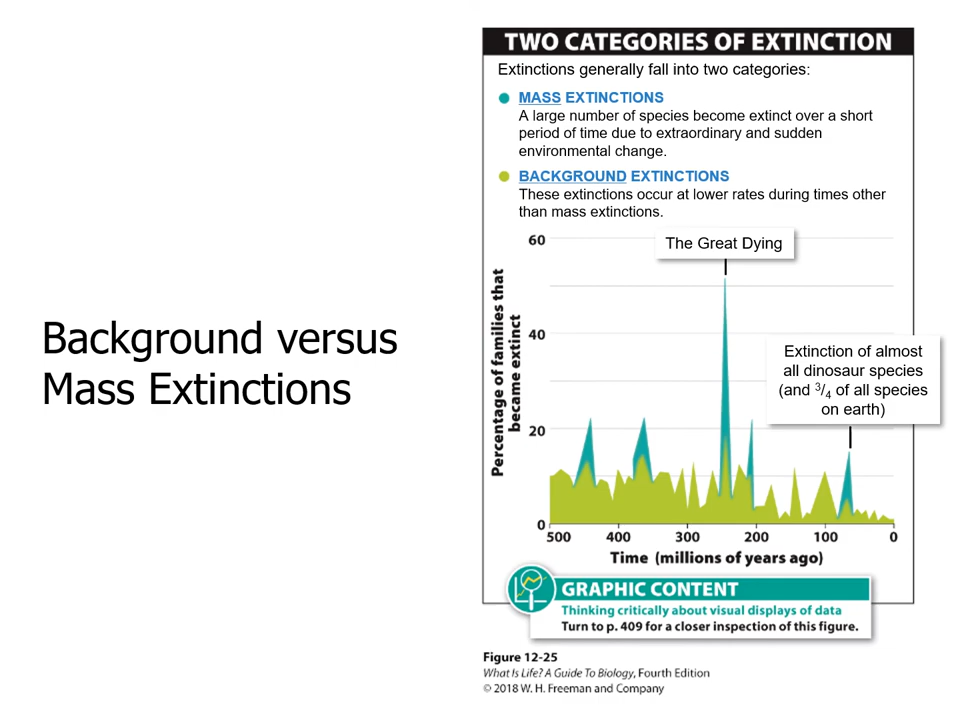 Background versus
Mass Extinctions
TWO CATEGORIES OF EXTINCTION
Extinctions generally fall into two categories:
MASS EXTINCTIONS
A large number of species become extinct over a short
period of time due to extraordinary and sudden
environmental change.
BACKGROUND EXTINCTIONS
These extinctions occur at lower rates during times other
than mass extinctions.
Percentage of families that
became extinct
60
40
20
0
The Great Dying
Extinction of almost
all dinosaur species
(and 3/4 of all species
on earth)
500 400 300 200 100 0
Time (millions of years ago)
GRAPHIC CONTENT
Thinking critically about visual displays of data
Turn to p. 409 for a closer inspection of this figure.
Figure 12-25
What Is Life? A Guide To Biology, Fourth Edition
© 2018 W. H. Freeman and Company